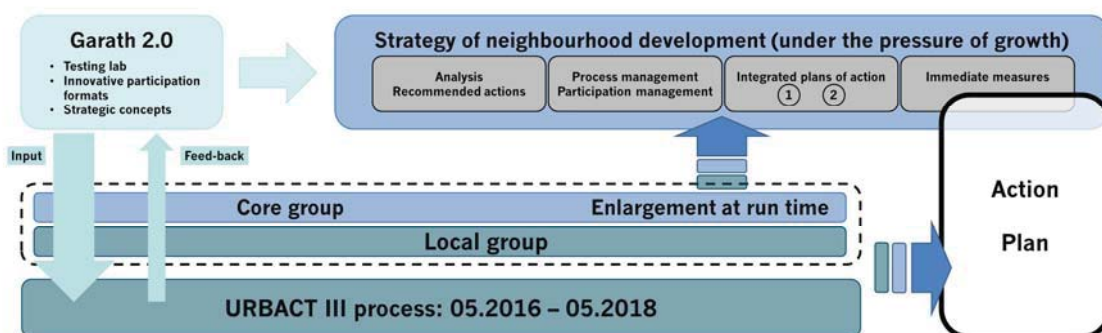 Garath 2.0
• Testing lab
• Innovative participation
formats
• Strategic concepts
Strategy of neighbourhood development (under the pressure of growth)
Analysis
Recommended actions
Process management
Participation management
Integrated plans of action
1 2
Immediate measures
Input
Feed-back
Core group
Enlargement at run time
Local group
URBACT III process: 05.2016 – 05.2018
Action
Plan